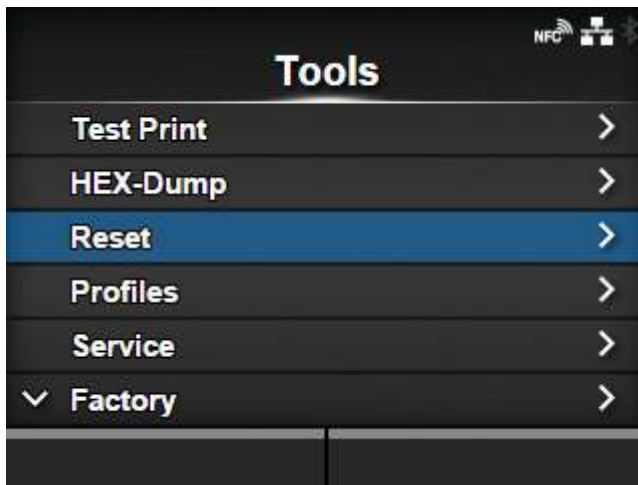 NFC
Tools
Test Print
HEX-Dump
Reset
Profiles
Service
Factory